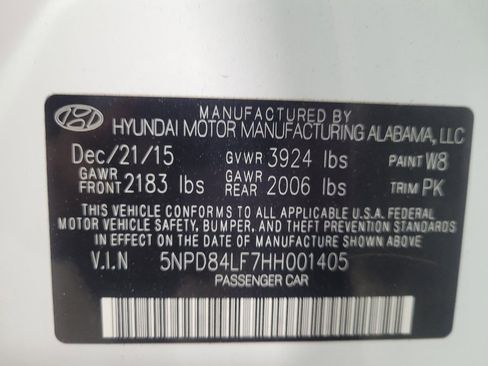 MANUFACTURED BY
HYUNDAI MOTOR MANUFACTURING ALABAMA, LLC
Dec/21/15 GVWR 3924 lbs PAINT W8
GAWR FRONT 2183 lbs GAWR REAR 2006 lbs TRIM PK
THIS VEHICLE CONFORMS TO ALL APPLICABLE U.S.A. FEDERAL
MOTOR VEHICLE SAFETY, BUMPER, AND THEFT PREVENTION STANDARDS
IN EFFECT ON THE DATE OF MANUFACTURE SHOWN ABOVE.
V.I.N 5NPD84LF7HH001405
PASSENGER CAR